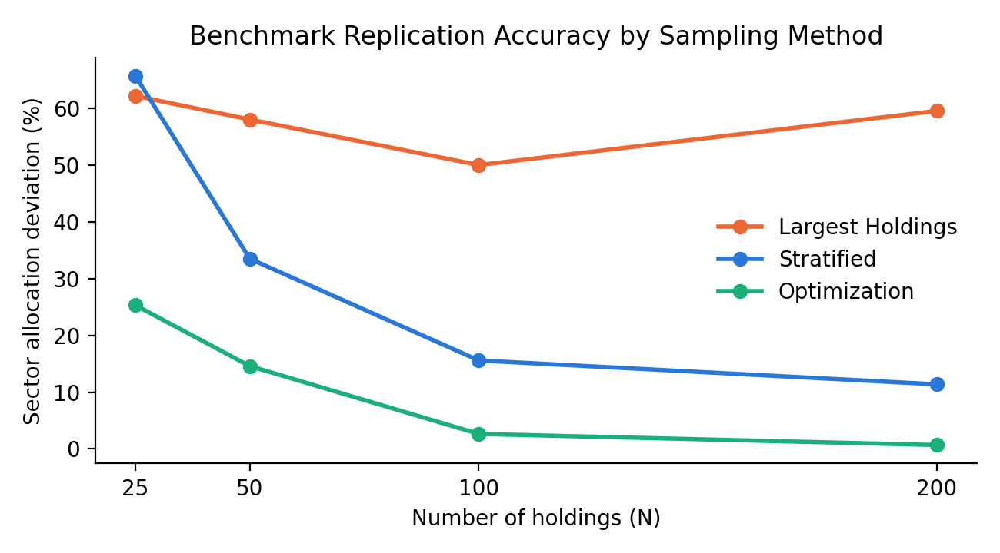 Benchmark Replication Accuracy by Sampling Method
Sector allocation deviation (%)
60
50
40
30
20
10
0
Largest Holdings
Stratified
Optimization
25 50 100 200
Number of holdings (N)